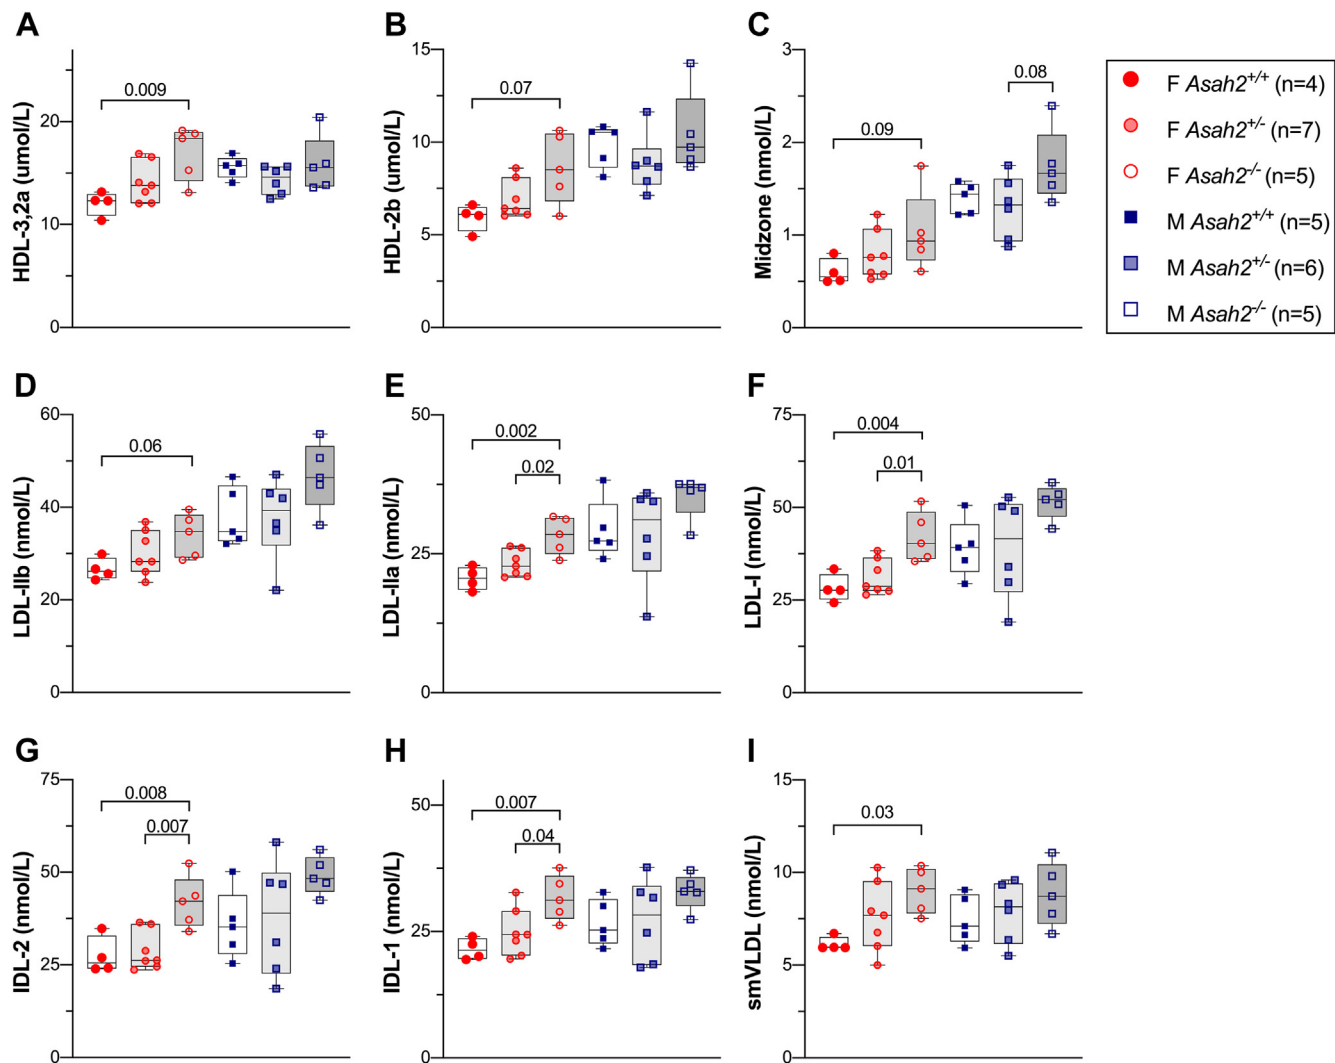 A
HDL-3,2a (umol/L)
20
10
0
0.009
B
HDL-2b (umol/L)
15
10
5
0
0.07
C
Midzone (nmol/L)
3
2
1
0
0.09
0.08
F Asah2+/+ (n=4)
F Asah2+/- (n=7)
F Asah2-/- (n=5)
M Asah2+/+ (n=5)
M Asah2+/- (n=6)
M Asah2-/- (n=5)
D
LDL-IIb (nmol/L)
60
40
20
0
0.06
E
LDL-IIa (nmol/L)
50
25
0
0.002
0.02
F
LDL-I (nmol/L)
75
50
25
0
0.004
0.01
G
IDL-2 (nmol/L)
75
50
25
0
0.008
0.007
H
IDL-1 (nmol/L)
50
25
0
0.007
0.04
I
smVLDL (nmol/L)
15
10
5
0
0.03